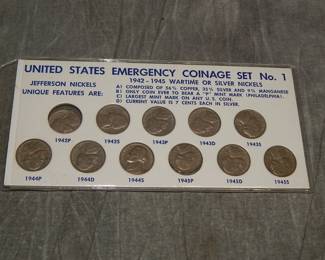 UNITED STATES EMERGENCY COINAGE SET No. 1
1942 - 1945 WARTIME OR SILVER NICKELS
JEFFERSON NICKELS
UNIQUE FEATURES ARE:
A) COMPOSED OF 56% COPPER, 35% SILVER AND 9% MANGANESE
B) ONLY COIN EVER TO BEAR A "P" MINT MARK (PHILADELPHIA)
C) LARGEST MINT MARK ON ANY U.S. COIN.
D) CURRENT VALUE IS 7 CENTS EACH IN SILVER.
1942P 1942S 1943P 1943D 1943S
1944P 1944D 1944S 1945P 1945D 1945S